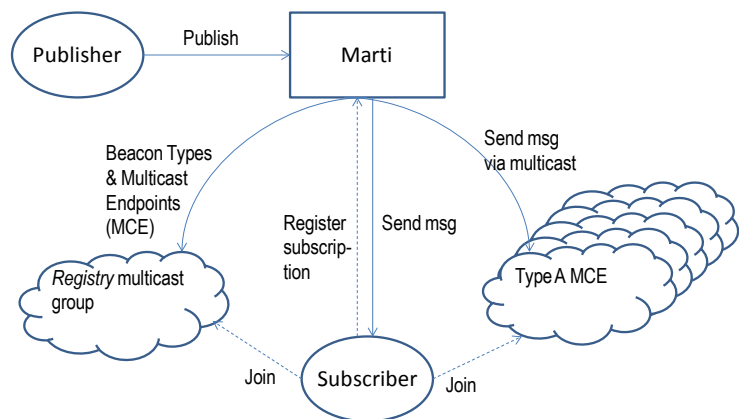 Publisher
Publish
Marti
Beacon Types
& Multicast
Endpoints
(MCE)
Register
subscrip-
tion
Send msg
Send msg
via multicast
Registry multicast
group
Type A MCE
Join
Subscriber
Join